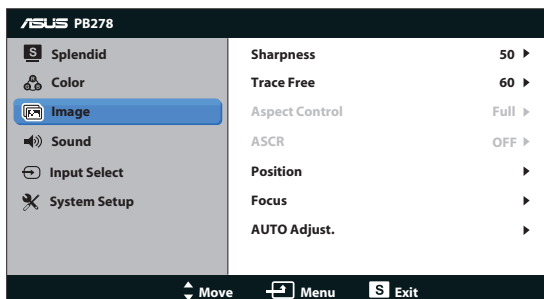 ASUS PB278
S Splendid
Color
Image
Sound
Input Select
System Setup
Sharpness 50
Trace Free 60
Aspect Control Full
ASCR OFF
Position
Focus
AUTO Adjust.
Move Menu S Exit